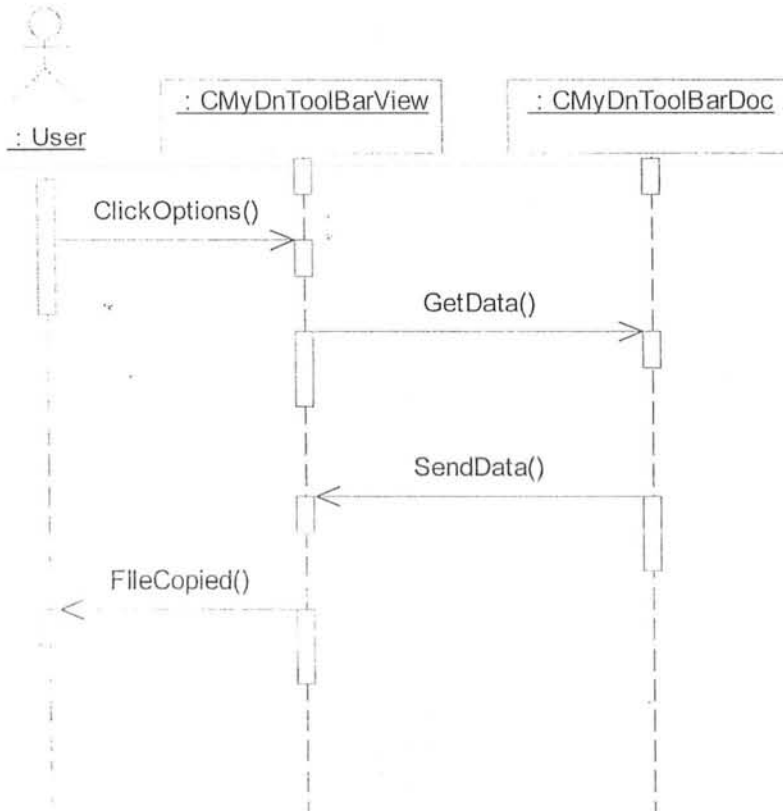 : CMyDnToolBarView
: CMyDnToolBarDoc
: User
ClickOptions()
GetData()
SendData()
FileCopied()